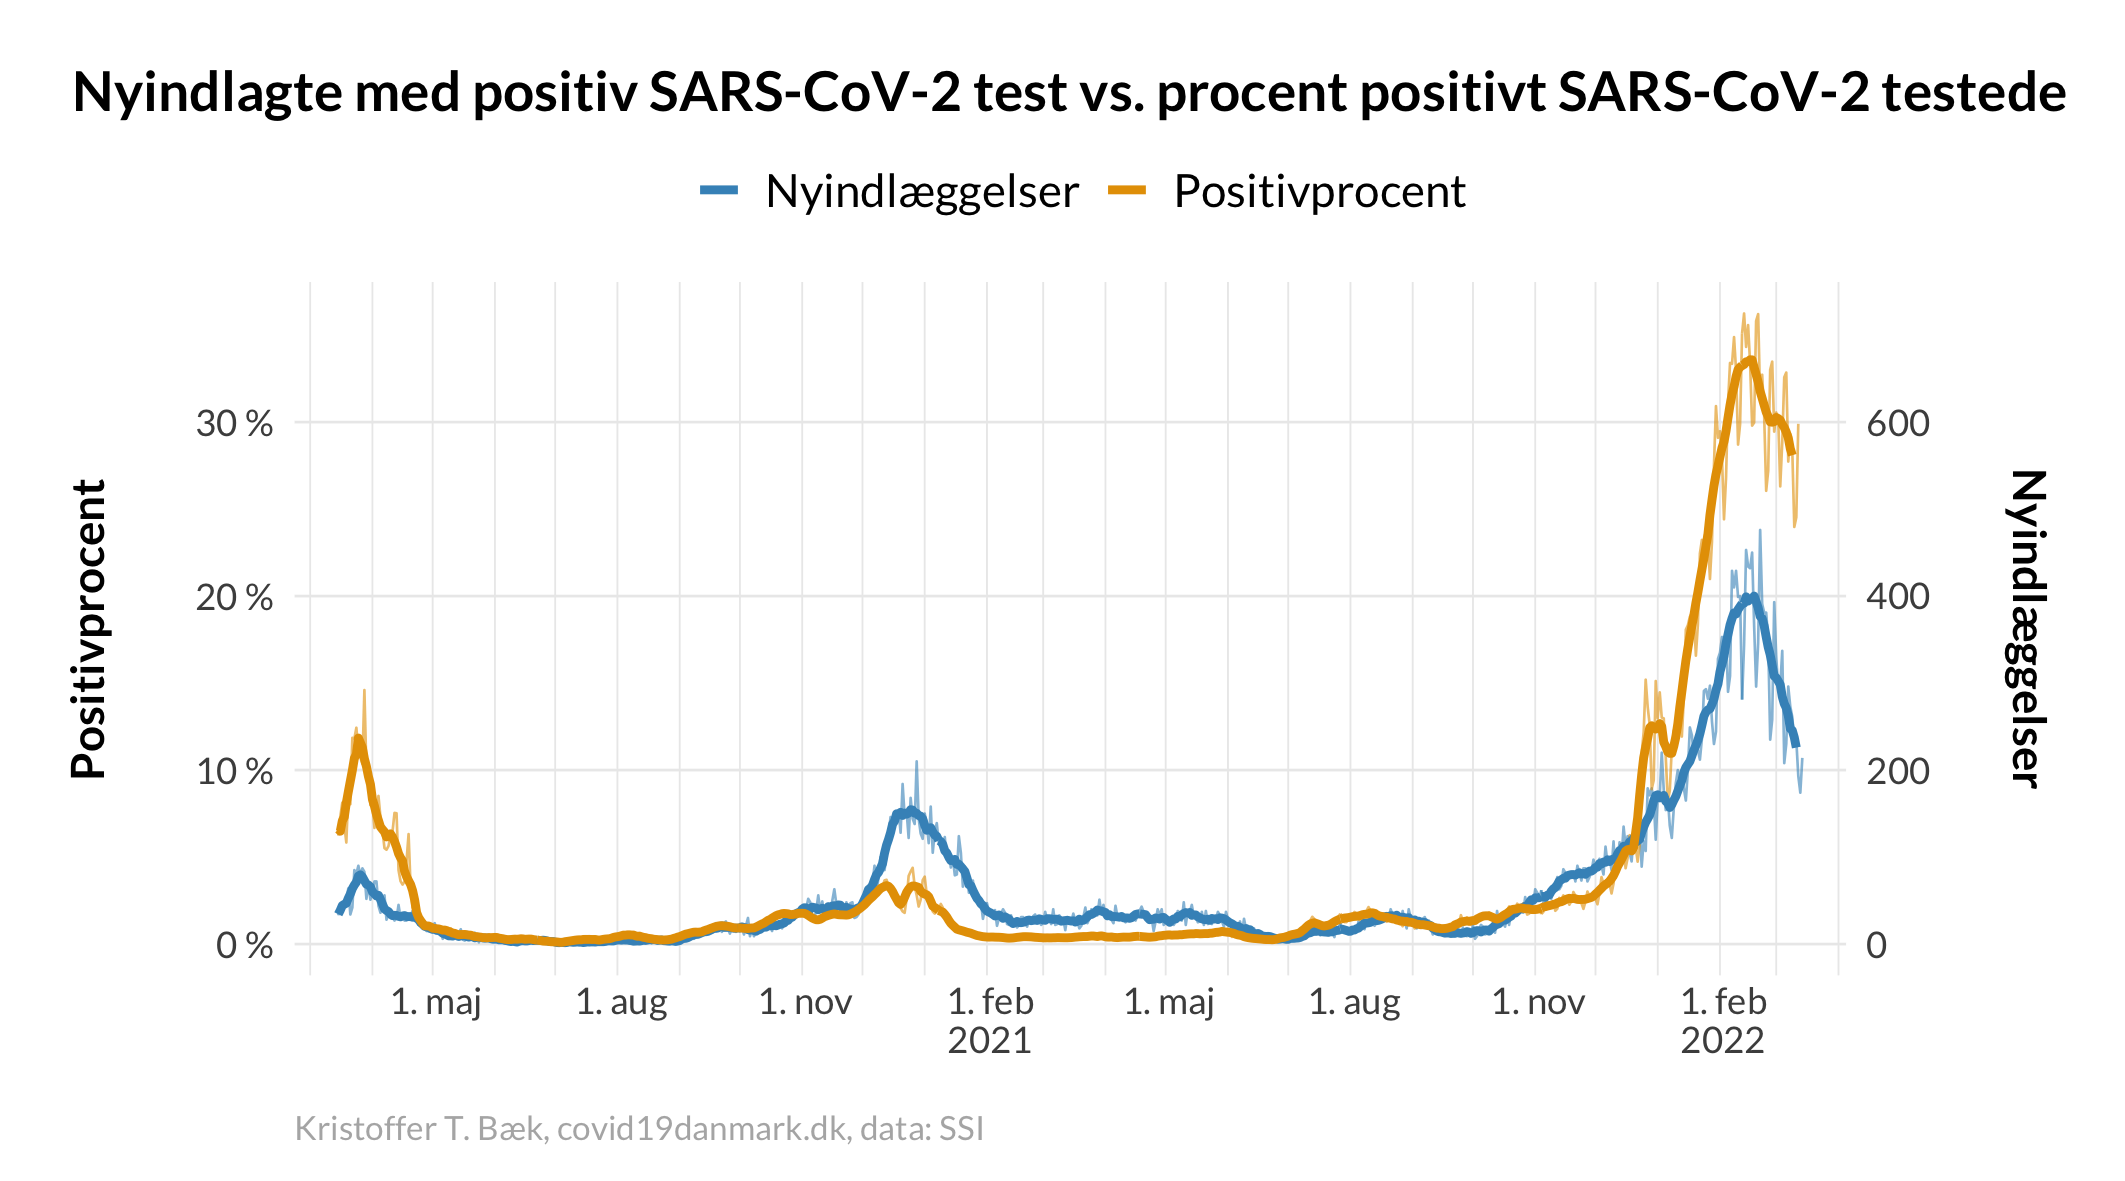 Nyindlagte med positiv SARS-CoV-2 test vs. procent positivt SARS-CoV-2 testede
Nyindlæggelser Positivprocent
Positivprocent
30 %
20 %
10 %
0 %
600
400
200
0
Nyindlæggelser
1. maj 1. aug 1. nov 1. feb 1. maj 1. aug 1. nov 1. feb
2021 2022
Kristoffer T. Bæk, covid19danmark.dk, data: SSI